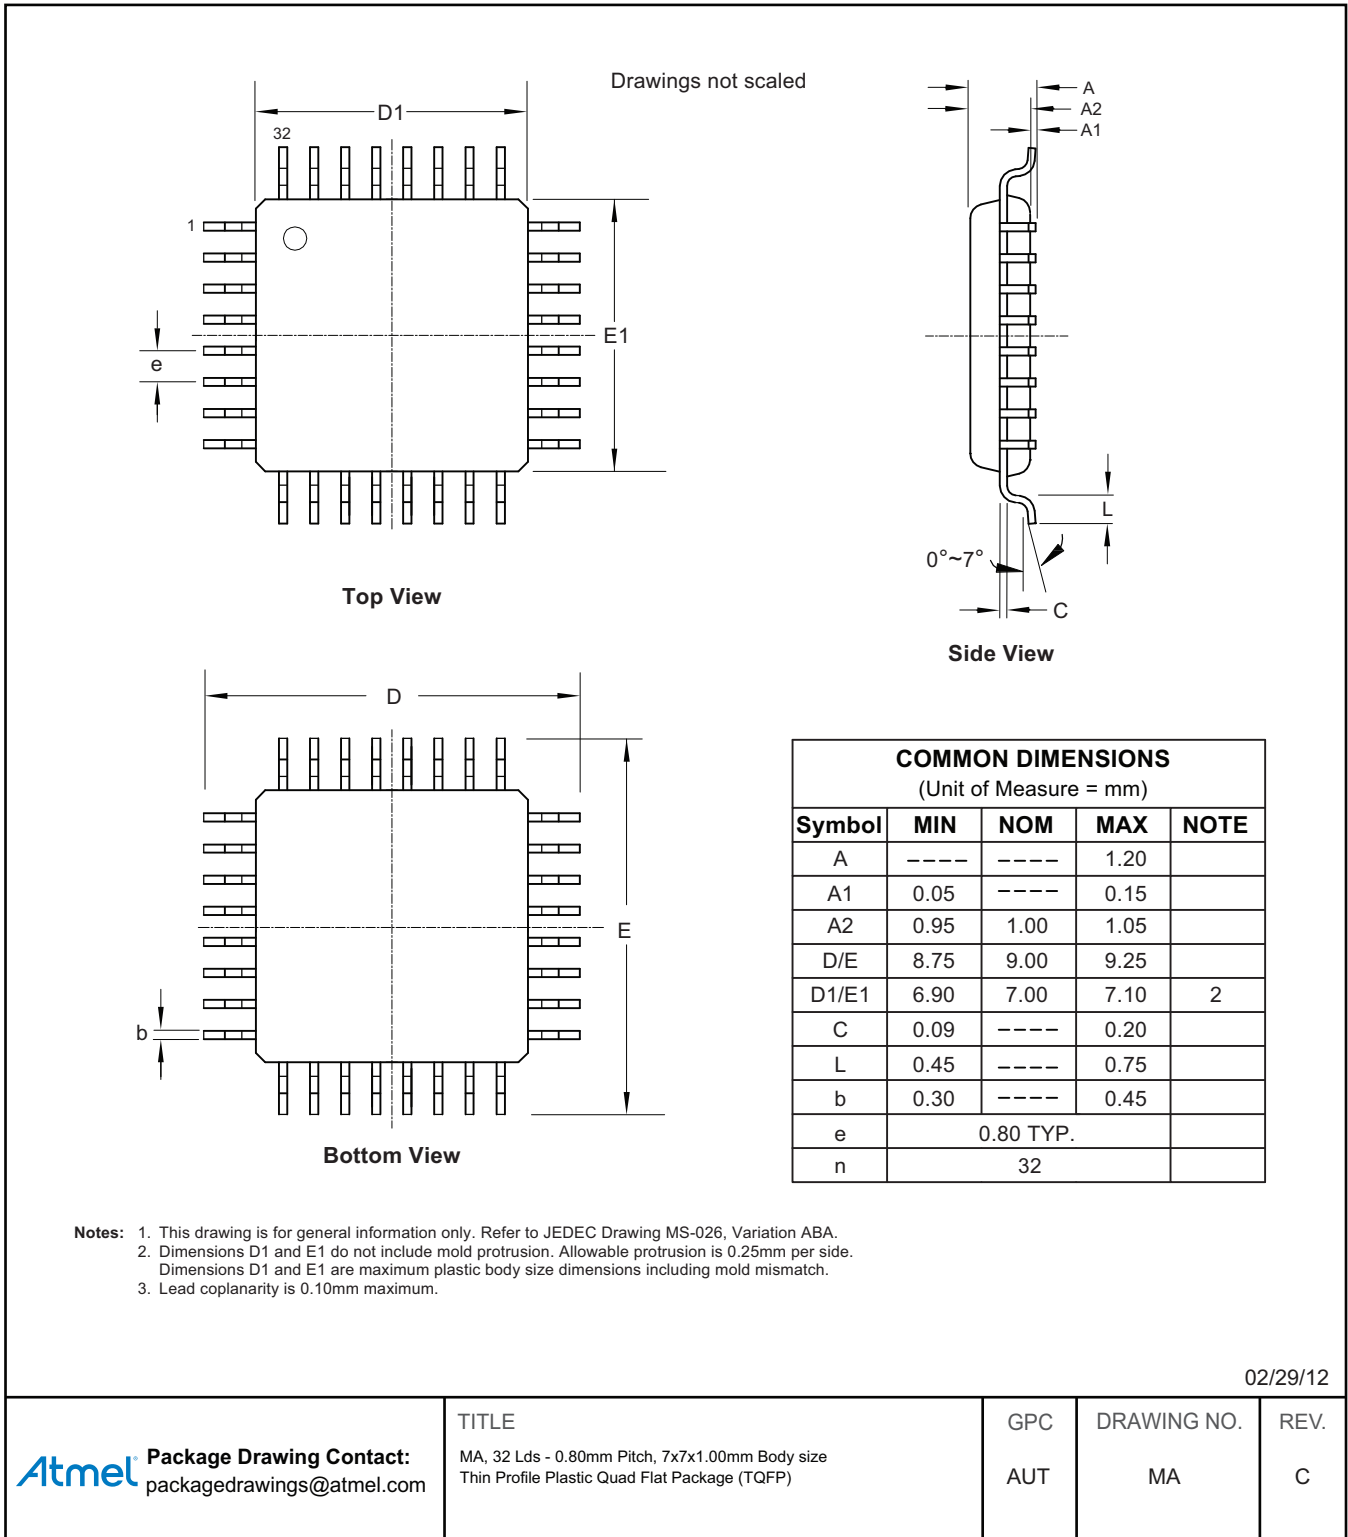 Drawings not scaled
D1
32
1
e
E1
Top View
A
A2
A1
L
0°~7°
C
Side View
D
E
b
Bottom View
COMMON DIMENSIONS
(Unit of Measure = mm)
Symbol MIN NOM MAX NOTE
A ---- ---- 1.20
A1 0.05 ---- 0.15
A2 0.95 1.00 1.05
D/E 8.75 9.00 9.25
D1/E1 6.90 7.00 7.10 2
C 0.09 ---- 0.20
L 0.45 ---- 0.75
b 0.30 ---- 0.45
e 0.80 TYP.
n 32
Notes: 1. This drawing is for general information only. Refer to JEDEC Drawing MS-026, Variation ABA.
2. Dimensions D1 and E1 do not include mold protrusion. Allowable protrusion is 0.25mm per side.
Dimensions D1 and E1 are maximum plastic body size dimensions including mold mismatch.
3. Lead coplanarity is 0.10mm maximum.
02/29/12
Atmel
Package Drawing Contact:
packagedrawings@atmel.com
TITLE
MA, 32 Lds - 0.80mm Pitch, 7x7x1.00mm Body size
Thin Profile Plastic Quad Flat Package (TQFP)
GPC
AUT
DRAWING NO.
MA
REV.
C